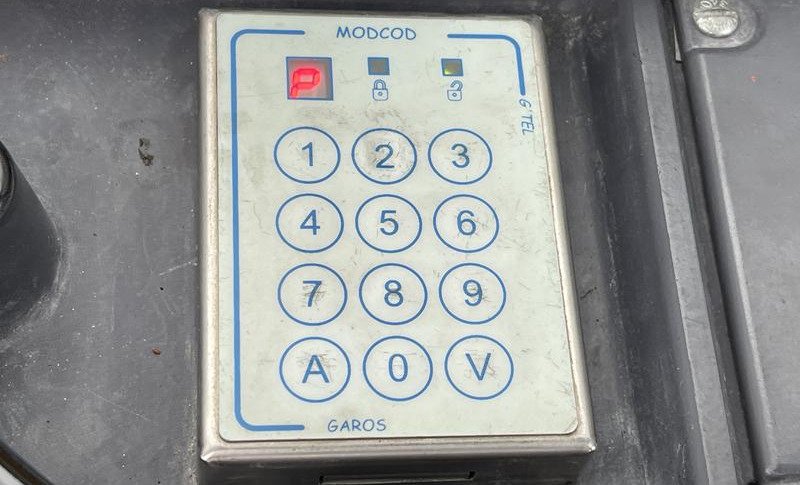 MODCOD
P
G'TEL
1 2 3
4 5 6
7 8 9
A 0 V
GAROS